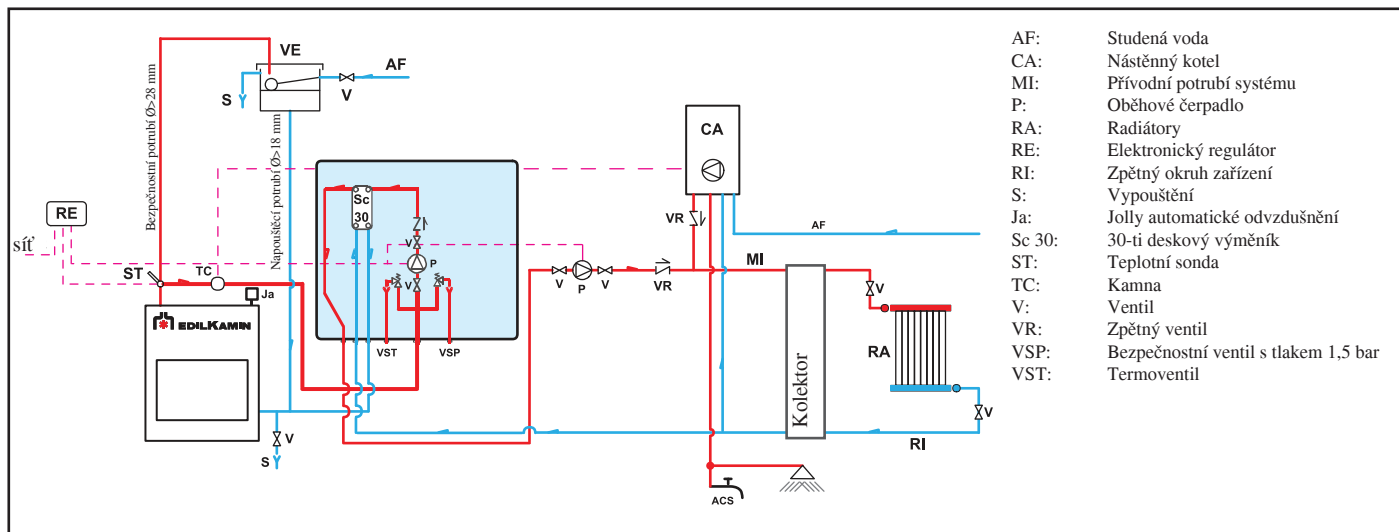 VE
AF
S
V
Bezpečnostní potrubí Ø>28 mm
Napouštěcí potrubí Ø>18 mm
RE
síť
ST
TC
Ja
EDILKAMIN
V
S
Sc
30
V
P
V
VST
VSP
CA
VR
AF
V
P
V
VR
MI
Kolektor
V
RA
V
RI
ACS
AF: Studená voda
CA: Nástěnný kotel
MI: Přívodní potrubí systému
P: Oběhové čerpadlo
RA: Radiátory
RE: Elektronický regulátor
RI: Zpětný okruh zařízení
S: Vypouštění
Ja: Jolly automatické odvzdušnění
Sc 30: 30-ti deskový výměník
ST: Teplotní sonda
TC: Kamna
V: Ventil
VR: Zpětný ventil
VSP: Bezpečnostní ventil s tlakem 1,5 bar
VST: Termoventil